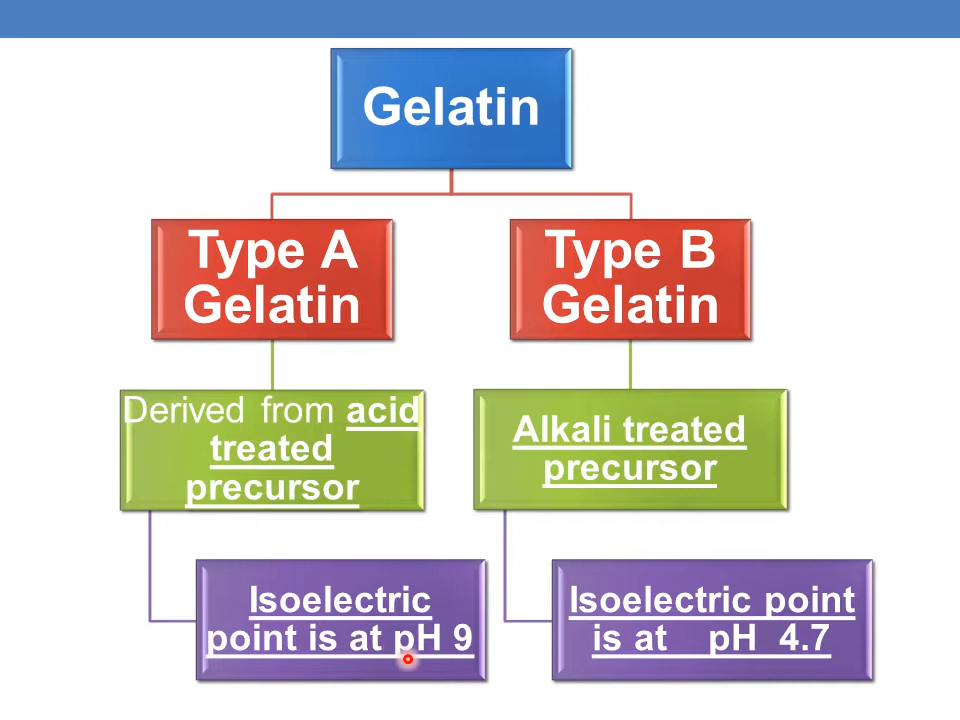 Gelatin
Type A
Gelatin
Type B
Gelatin
Derived from acid
treated
precursor
Alkali treated
precursor
Isoelectric
point is at pH 9
Isoelectric point
is at pH 4.7